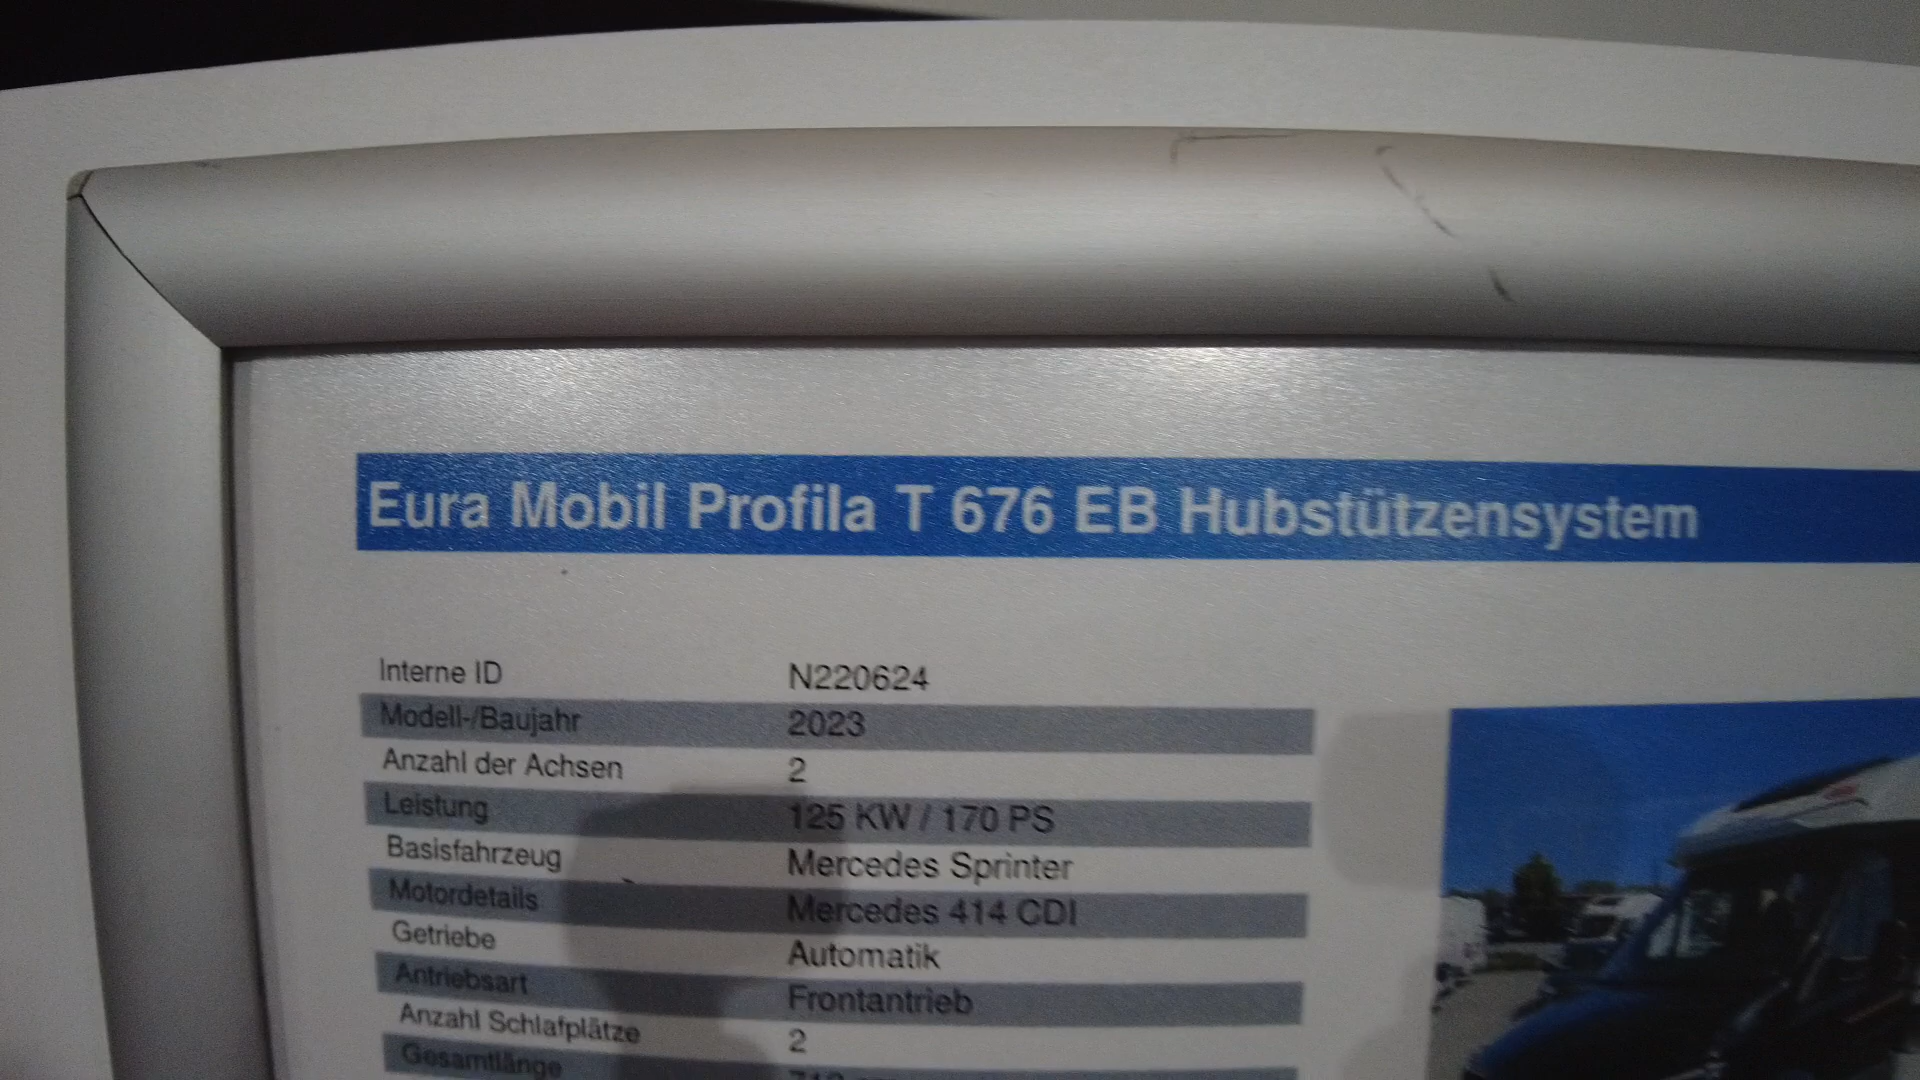 Eura Mobil Profila T 676 EB Hubstützensystem
Interne ID N220624
Modell-/Baujahr 2023
Anzahl der Achsen 2
Leistung 125 KW / 170 PS
Basisfahrzeug Mercedes Sprinter
Motordetails Mercedes 414 CDI
Getriebe Automatik
Antriebsart Frontantrieb
Anzahl Schlafplätze 2
Gesamtlänge